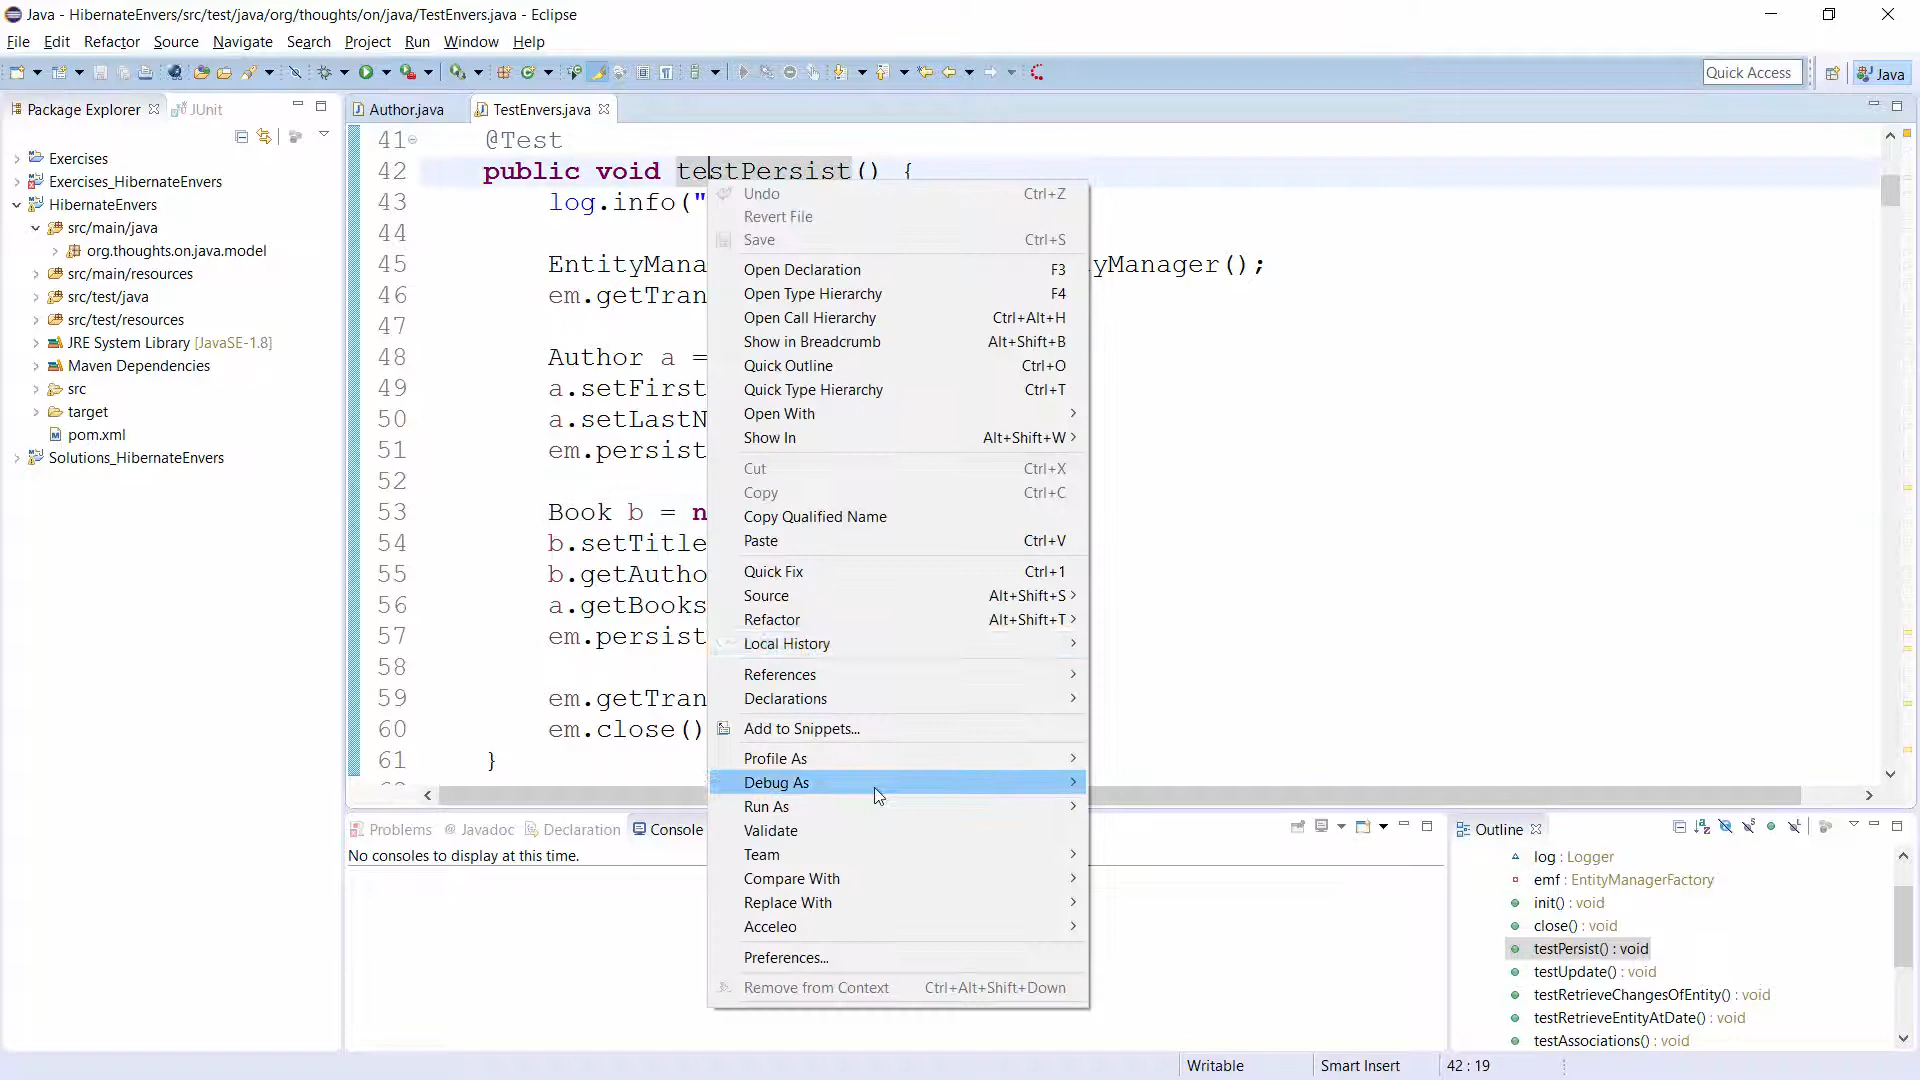 Java - HibernateEnvers/src/test/java/org/thoughts/on/java/TestEnvers.java - Eclipse
File Edit Refactor Source Navigate Search Project Run Window Help
Quick Access
Java
Package Explorer
JUnit
Exercises
Exercises_HibernateEnvers
HibernateEnvers
src/main/java
org.thoughts.on.java.model
src/main/resources
src/test/java
src/test/resources
JRE System Library [JavaSE-1.8]
Maven Dependencies
src
target
pom.xml
Solutions_HibernateEnvers
Author.java
TestEnvers.java
41 @Test
42 public void testPersist() {
43 log.info("
44
45 EntityMana yManager();
46 em.getTran
47
48 Author a =
49 a.setFirst
50 a.setLastN
51 em.persist
52
53 Book b = n
54 b.setTitle
55 b.getAutho
56 a.getBooks
57 em.persist
58
59 em.getTran
60 em.close()
61 }
Undo Ctrl+Z
Revert File
Save Ctrl+S
Open Declaration F3
Open Type Hierarchy F4
Open Call Hierarchy Ctrl+Alt+H
Show in Breadcrumb Alt+Shift+B
Quick Outline Ctrl+O
Quick Type Hierarchy Ctrl+T
Open With
Show In Alt+Shift+W
Cut Ctrl+X
Copy Ctrl+C
Copy Qualified Name
Paste Ctrl+V
Quick Fix Ctrl+1
Source Alt+Shift+S
Refactor Alt+Shift+T
Local History
References
Declarations
Add to Snippets...
Profile As
Debug As
Run As
Validate
Team
Compare With
Replace With
Acceleo
Preferences...
Remove from Context Ctrl+Alt+Shift+Down
Problems @ Javadoc Declaration Console
No consoles to display at this time.
Outline
log : Logger
emf : EntityManagerFactory
init() : void
close() : void
testPersist() : void
testUpdate() : void
testRetrieveChangesOfEntity() : void
testRetrieveEntityAtDate() : void
testAssociations() : void
Writable
Smart Insert
42 : 19